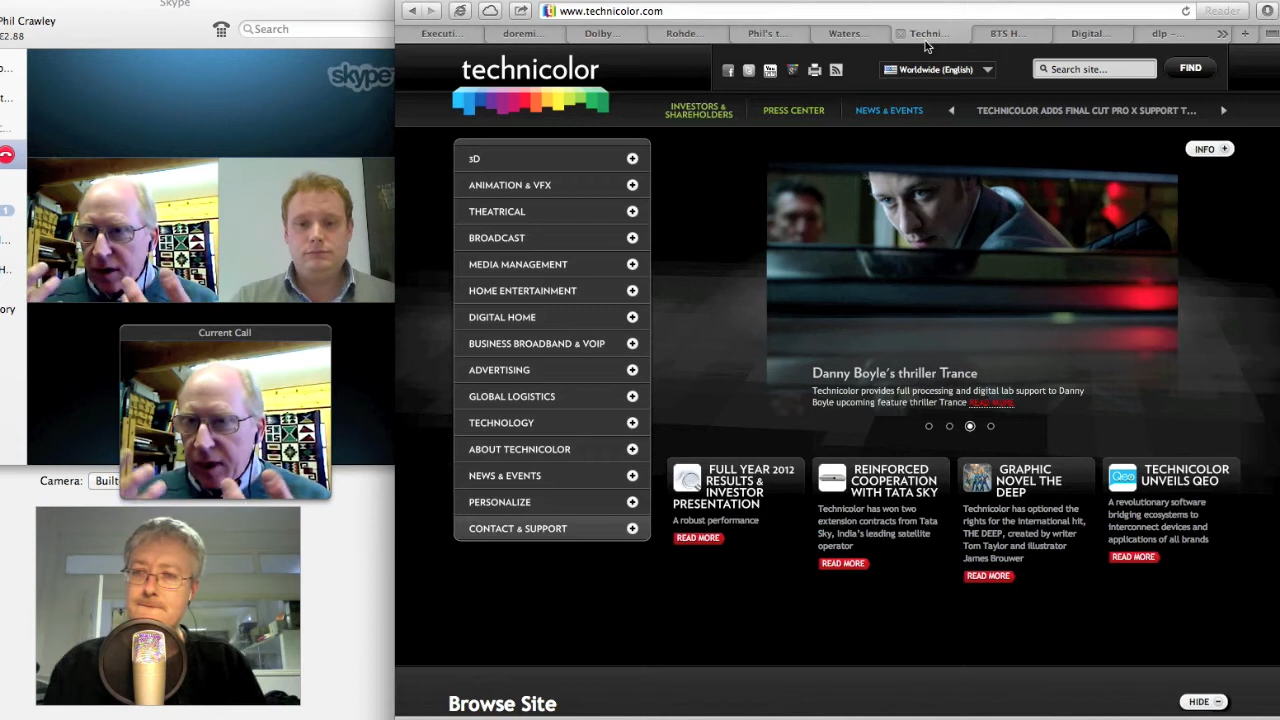 Skype
Phil Crawley
£2.88
Search
skype
Current Call
Camera: Built
www.technicolor.com
Reader
Executi...
doremi...
Dolby...
Rohde...
Phil's t...
Waters...
Techni...
BTS H...
Digital...
dlp –...
technicolor
Worldwide (English)
Search site...
FIND
INVESTORS &
SHAREHOLDERS
PRESS CENTER
NEWS & EVENTS
TECHNICOLOR ADDS FINAL CUT PRO X SUPPORT T...
INFO
3D
ANIMATION & VFX
THEATRICAL
BROADCAST
MEDIA MANAGEMENT
HOME ENTERTAINMENT
DIGITAL HOME
BUSINESS BROADBAND & VOIP
ADVERTISING
GLOBAL LOGISTICS
TECHNOLOGY
ABOUT TECHNICOLOR
NEWS & EVENTS
PERSONALIZE
CONTACT & SUPPORT
Danny Boyle's thriller Trance
Technicolor provides full processing and digital lab support to Danny
Boyle upcoming feature thriller Trance READ MORE
FULL YEAR 2012
RESULTS &
INVESTOR
PRESENTATION
A robust performance
READ MORE
REINFORCED
COOPERATION
WITH TATA SKY
Technicolor has won two
extension contracts from Tata
Sky, India's leading satellite
operator
READ MORE
GRAPHIC
NOVEL THE
DEEP
Technicolor has optioned the
rights for the international hit,
THE DEEP, created by writer
Tom Taylor and illustrator
James Brouwer
READ MORE
Qeo
TECHNICOLOR
UNVEILS QEO
A revolutionary software
bridging ecosystems to
interconnect devices and
applications of all brands
READ MORE
Browse Site
HIDE